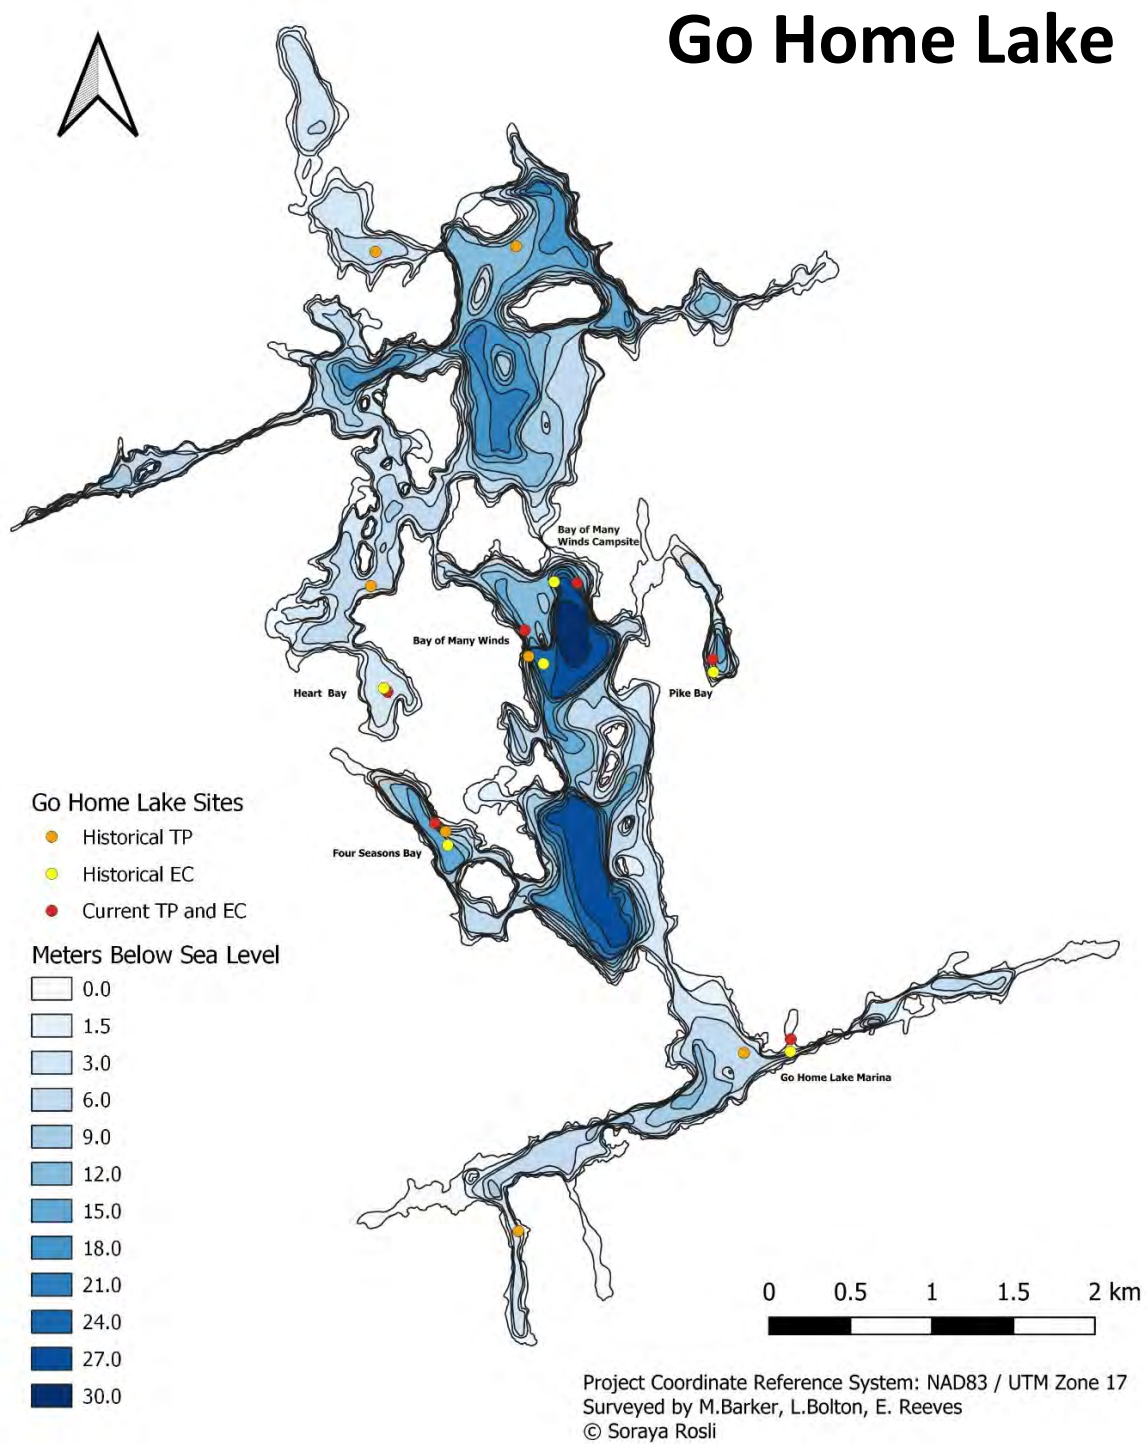 Go Home Lake
Bay of Many
Winds Campsite
Bay of Many Winds
Heart Bay
Pike Bay
Go Home Lake Sites
Historical TP
Historical EC
Current TP and EC
Four Seasons Bay
Meters Below Sea Level
0.0
1.5
3.0
6.0
9.0
12.0
15.0
18.0
21.0
24.0
27.0
30.0
Go Home Lake Marina
0 0.5 1 1.5 2 km
Project Coordinate Reference System: NAD83 / UTM Zone 17
Surveyed by M.Barker, L.Bolton, E. Reeves
© Soraya Rosli